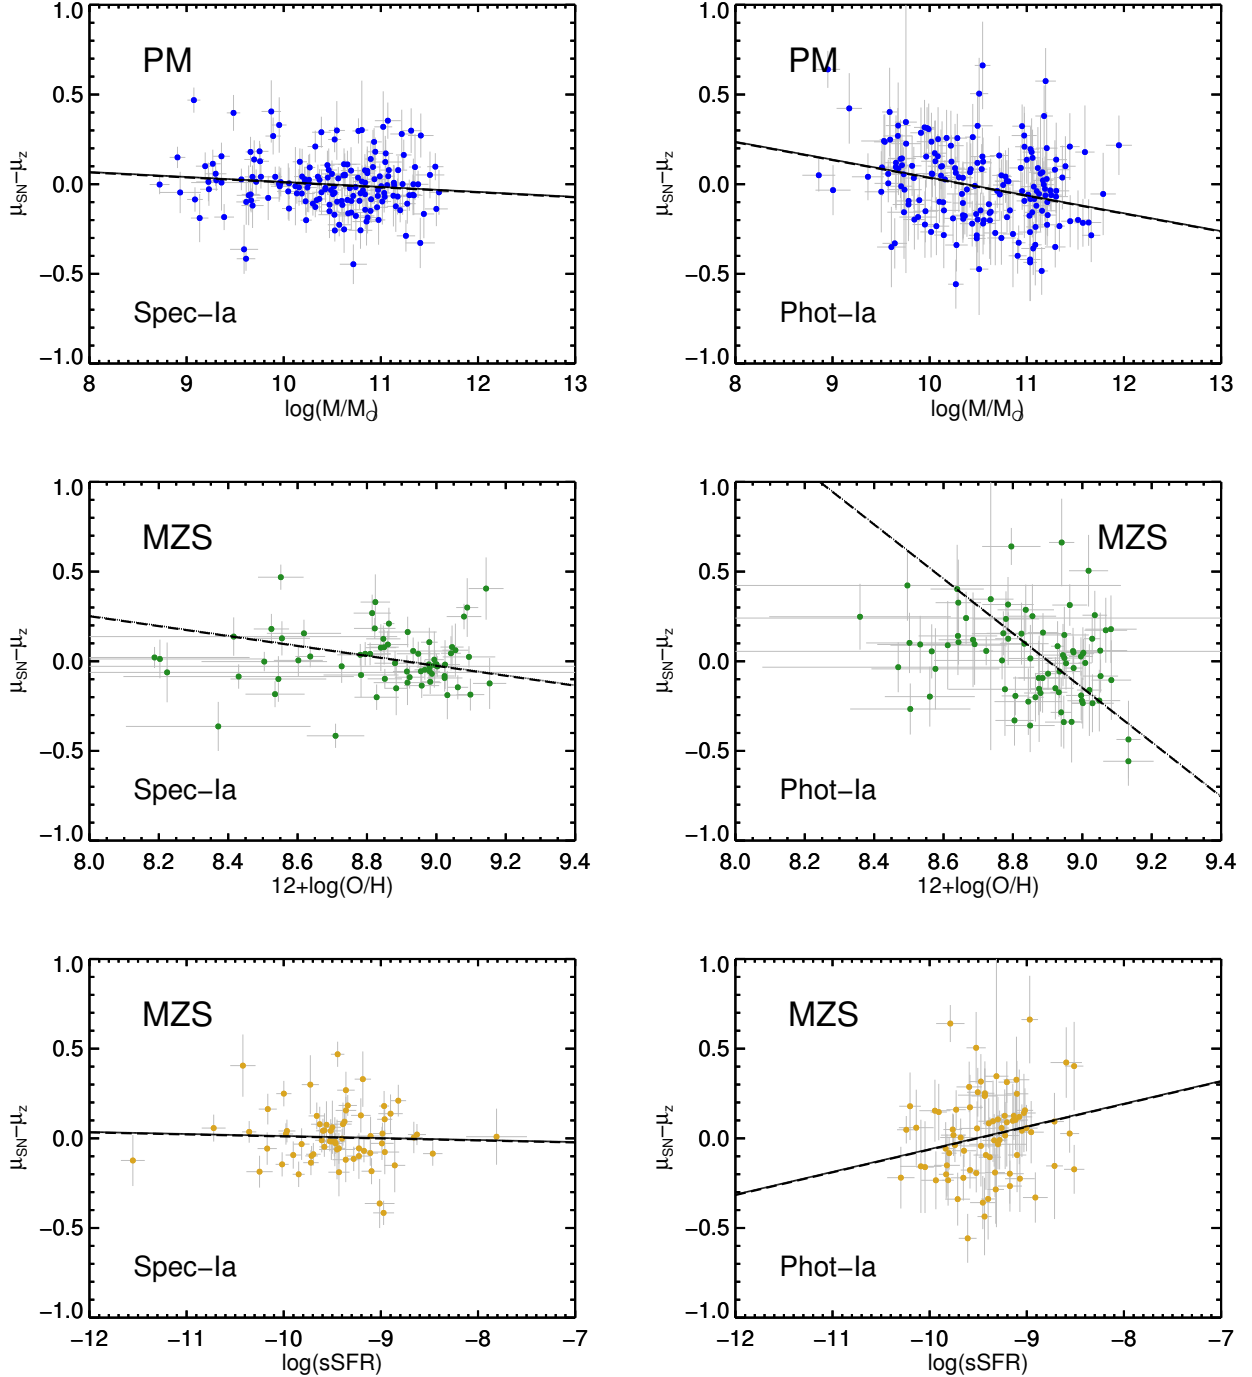 1.0
0.5
0.0
−0.5
−1.0
μSN−μz
PM
Spec−Ia
8 9 10 11 12 13
log(M/M⊙)
1.0
0.5
0.0
−0.5
−1.0
μSN−μz
PM
Phot−Ia
8 9 10 11 12 13
log(M/M⊙)
1.0
0.5
0.0
−0.5
−1.0
μSN−μz
MZS
Spec−Ia
8.0 8.2 8.4 8.6 8.8 9.0 9.2 9.4
12+log(O/H)
1.0
0.5
0.0
−0.5
−1.0
μSN−μz
MZS
Phot−Ia
8.0 8.2 8.4 8.6 8.8 9.0 9.2 9.4
12+log(O/H)
1.0
0.5
0.0
−0.5
−1.0
μSN−μz
MZS
Spec−Ia
−12 −11 −10 −9 −8 −7
log(sSFR)
1.0
0.5
0.0
−0.5
−1.0
μSN−μz
MZS
Phot−Ia
−12 −11 −10 −9 −8 −7
log(sSFR)